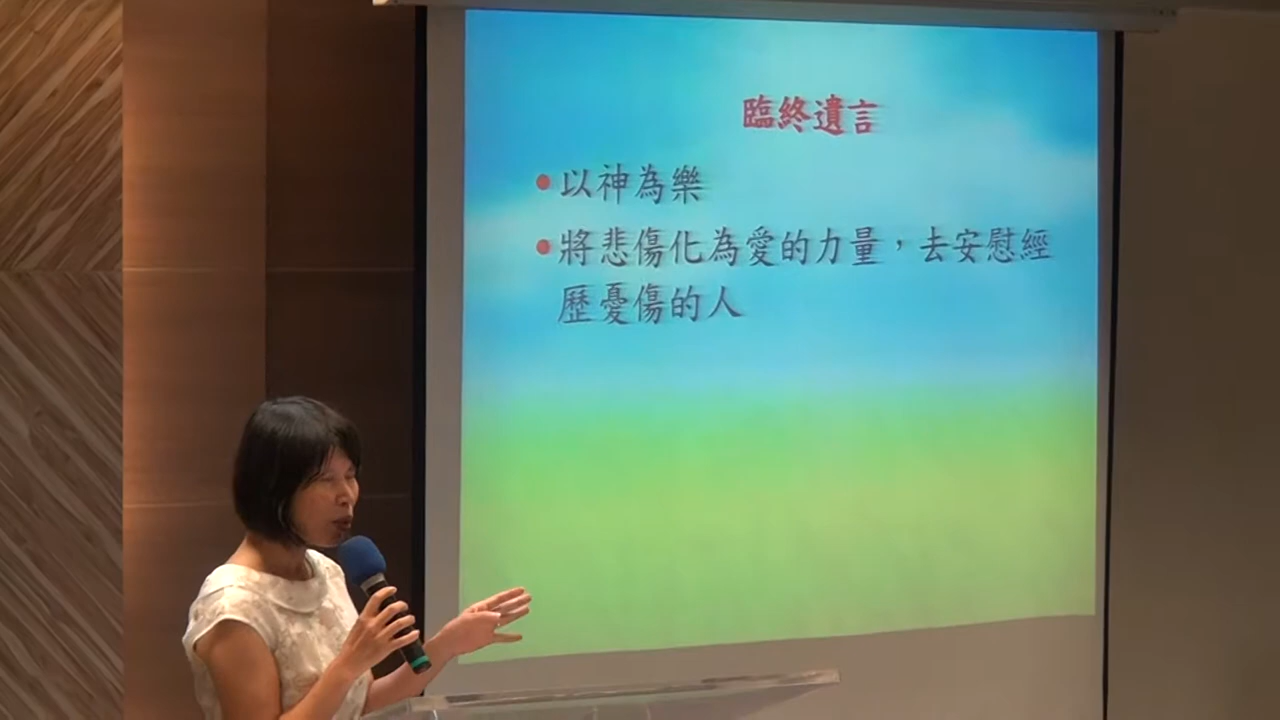 臨終遺言
•以神為樂
•將悲傷化為愛的力量，去安慰經
歷憂傷的人